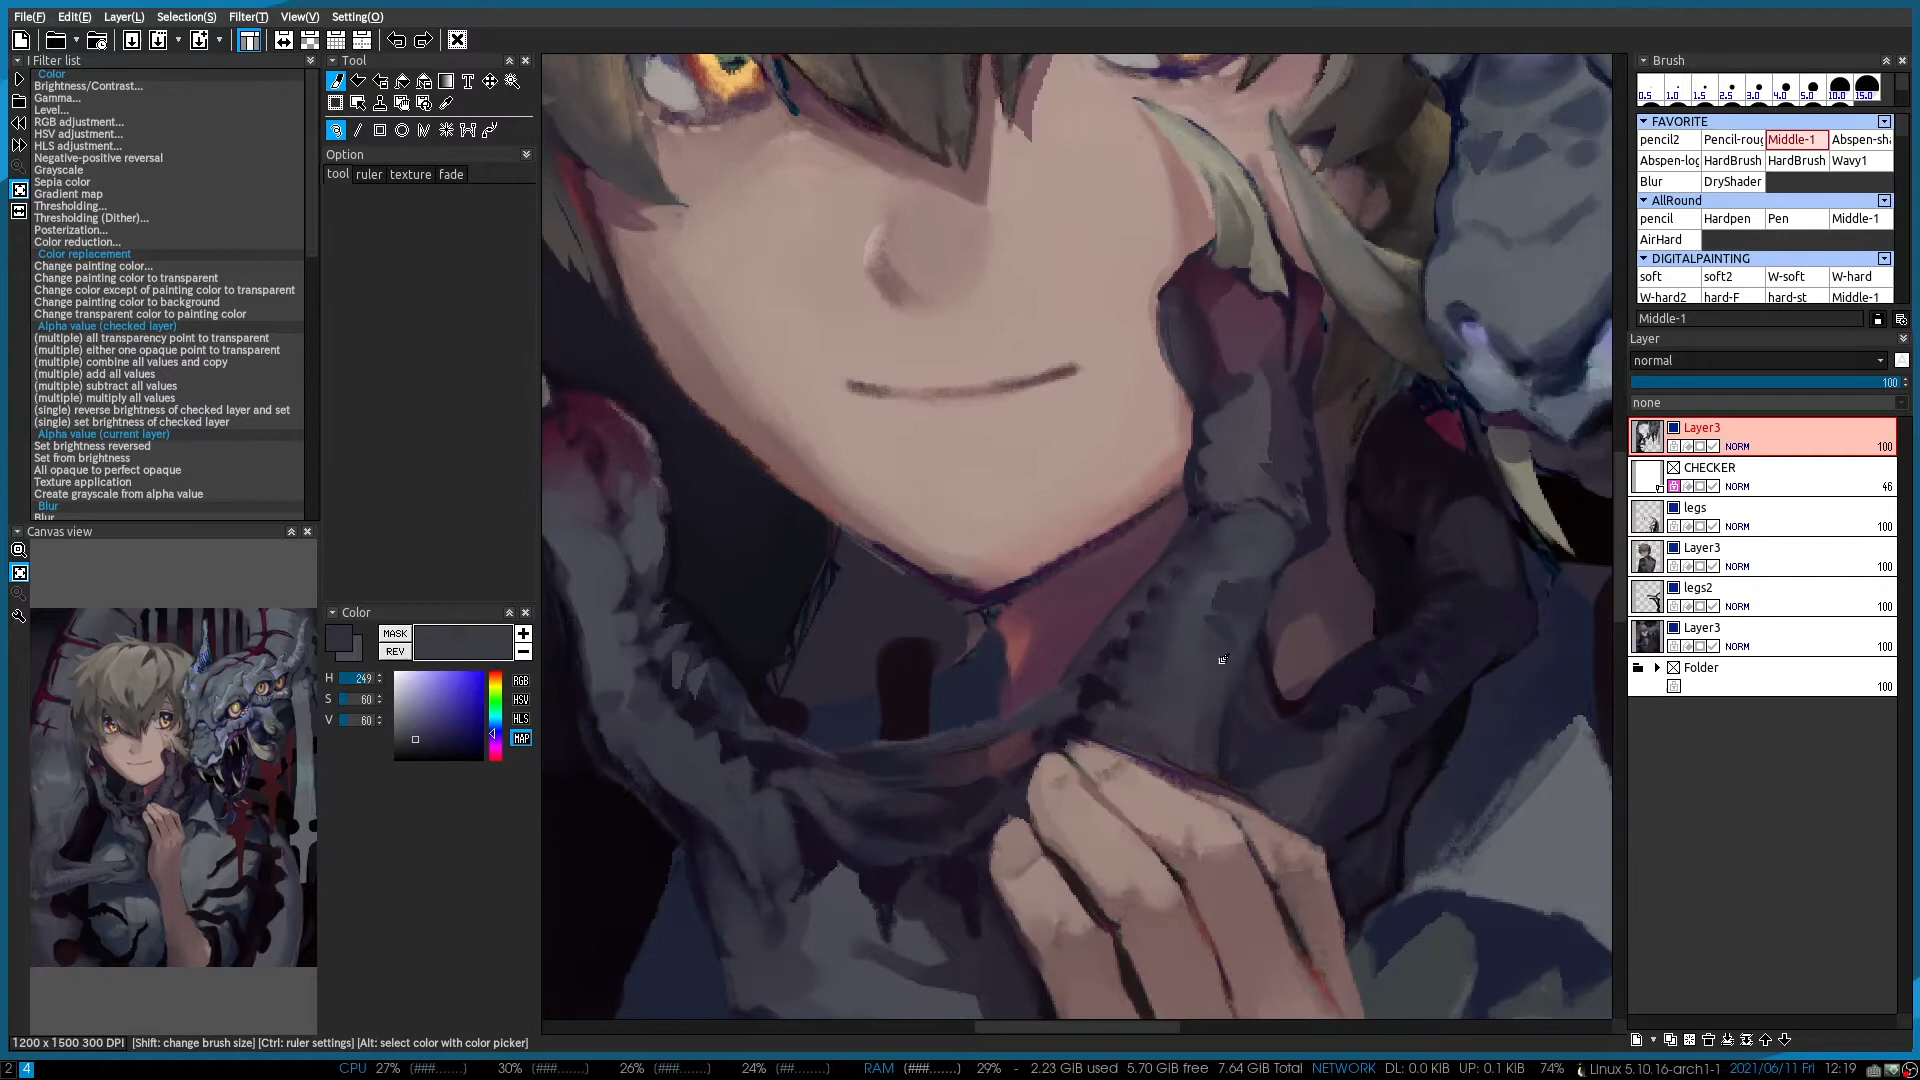 File(F) Edit(E) Layer(L) Selection(S) Filter(T) View(V) Setting(O)
Filter list
Color
Brightness/Contrast...
Gamma...
Level...
RGB adjustment...
HSV adjustment...
HLS adjustment...
Negative-positive reversal
Grayscale
Sepia color
Gradient map
Thresholding...
Thresholding (Dither)...
Posterization...
Color reduction...
Color replacement
Change painting color...
Change painting color to transparent
Change color except of painting color to transparent
Change painting color to background
Change transparent color to painting color
Alpha value (checked layer)
(multiple) all transparency point to transparent
(multiple) either one opaque point to transparent
(multiple) combine all values and copy
(multiple) add all values
(multiple) subtract all values
(multiple) multiply all values
(single) reverse brightness of checked layer and set
(single) set brightness of checked layer
Alpha value (current layer)
Set brightness reversed
Set from brightness
All opaque to perfect opaque
Texture application
Create grayscale from alpha value
Blur
Blur
Canvas view
Tool
Option
tool ruler texture fade
Color
MASK
REV
H 249
S 60
V 60
RGB
HSV
HLS
MAP
Brush
0.5 1.0 1.5 2.5 3.0 4.0 5.0 10.0 15.0
FAVORITE
pencil2 Pencil-roug Middle-1 Abspen-sha
Abspen-log HardBrush HardBrush Wavy1
Blur DryShader
AllRound
pencil Hardpen Pen Middle-1
AirHard
DIGITALPAINTING
soft soft2 W-soft W-hard
W-hard2 hard-F hard-st Middle-1
Middle-1
Layer
normal
100
none
Layer3
NORM 100
CHECKER
NORM 46
legs
NORM 100
Layer3
NORM 100
legs2
NORM 100
Layer3
NORM 100
Folder
100
1200 x 1500 300 DPI [Shift: change brush size] [Ctrl: ruler settings] [Alt: select color with color picker]
2 4 CPU 27% (###.......) 30% (###.......) 26% (###.......) 24% (##........) RAM (###.......) 29% - 2.23 GiB used 5.70 GiB free 7.64 GiB Total NETWORK DL: 0.0 KiB UP: 0.1 KiB 74% Linux 5.10.16-arch1-1 2021/06/11 Fri 12:19